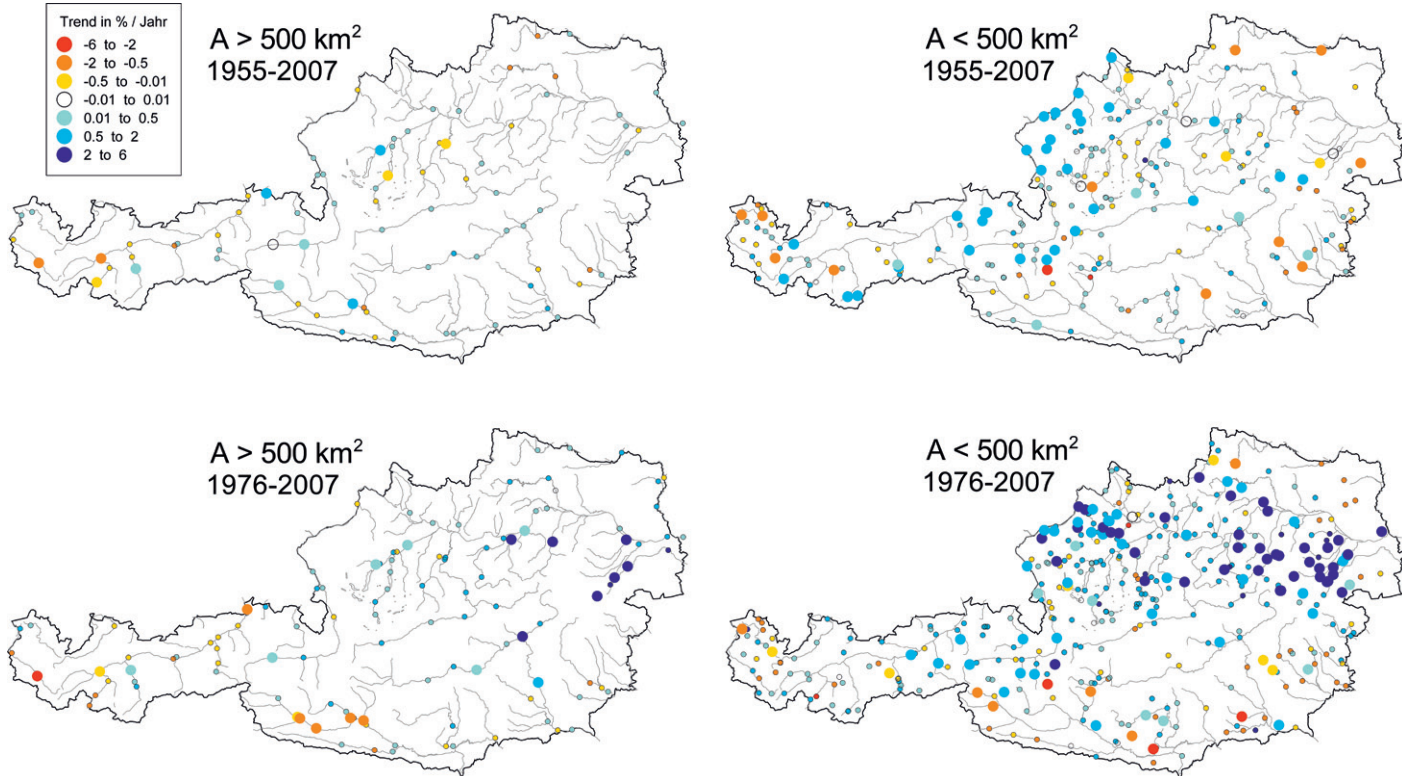 Trend in % / Jahr
-6 to -2
-2 to -0.5
-0.5 to -0.01
-0.01 to 0.01
0.01 to 0.5
0.5 to 2
2 to 6
A > 500 km²
1955-2007
A < 500 km²
1955-2007
A > 500 km²
1976-2007
A < 500 km²
1976-2007